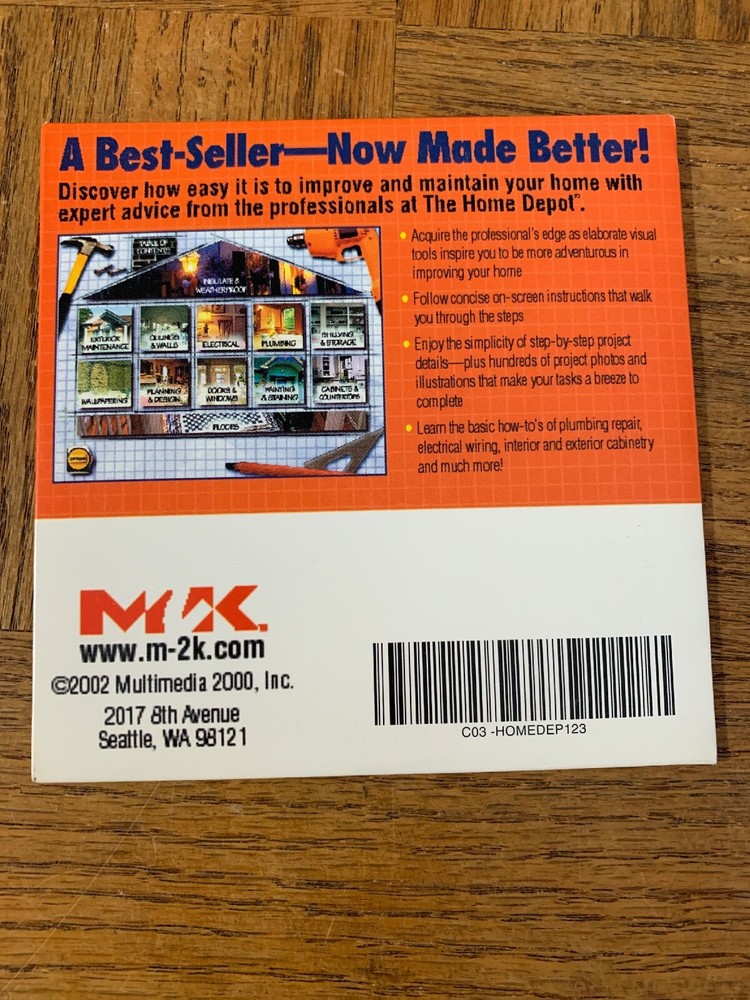 A Best-Seller—Now Made Better!
Discover how easy it is to improve and maintain your home with
expert advice from the professionals at The Home Depot®.
TABLE OF
CONTENTS
INSULATE &
WEATHERPROOF
EXTERIOR
MAINTENANCE
CEILINGS
& WALLS
ELECTRICAL
PLUMBING
SHELVING
& STORAGE
WALLPAPERING
PLANNING
& DESIGN
DOORS &
WINDOWS
PAINTING
& STAINING
CABINETS &
COUNTERTOPS
FLOORS
• Acquire the professional's edge as elaborate visual
tools inspire you to be more adventurous in
improving your home
• Follow concise on-screen instructions that walk
you through the steps
• Enjoy the simplicity of step-by-step project
details—plus hundreds of project photos and
illustrations that make your tasks a breeze to
complete
• Learn the basic how-to's of plumbing repair,
electrical wiring, interior and exterior cabinetry
and much more!
M2K
www.m-2k.com
©2002 Multimedia 2000, Inc.
2017 8th Avenue
Seattle, WA 98121
C03 -HOMEDEP123